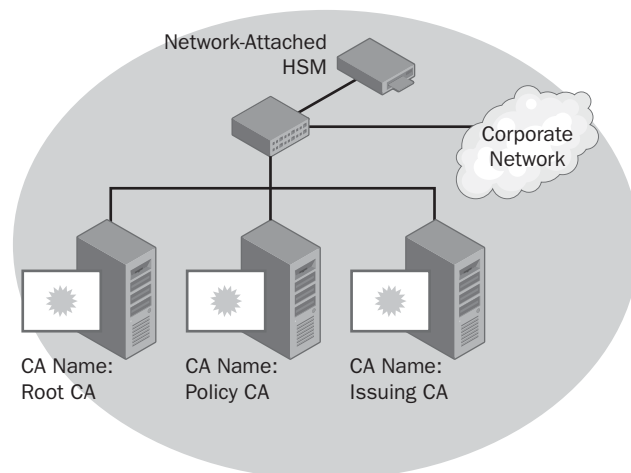 Network-Attached
HSM
Corporate
Network
CA Name:
Root CA
CA Name:
Policy CA
CA Name:
Issuing CA